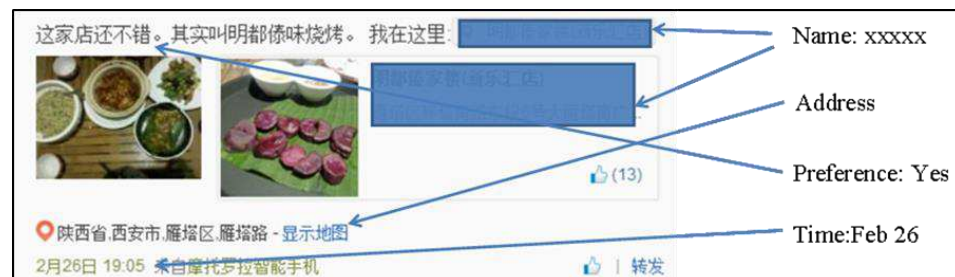 这家店还不错。其实叫明都傣味烧烤。 我在这里:
Name: xxxxx
Address
(13)
Preference: Yes
陕西省,西安市,雁塔区,雁塔路 - 显示地图
Time:Feb 26
2月26日 19:05 来自摩托罗拉智能手机
| 转发